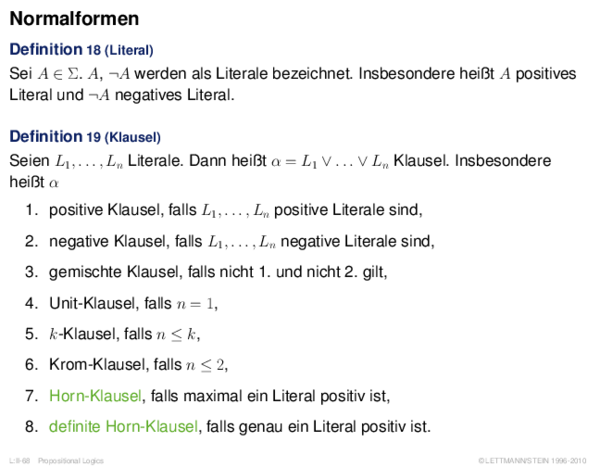 Normalformen
Definition 18 (Literal)
Sei A ∈ Σ. A, ¬A werden als Literale bezeichnet. Insbesondere heißt A positives
Literal und ¬A negatives Literal.
Definition 19 (Klausel)
Seien L₁, . . . , Lₙ Literale. Dann heißt α = L₁ ∨ . . . ∨ Lₙ Klausel. Insbesondere
heißt α
1. positive Klausel, falls L₁, . . . , Lₙ positive Literale sind,
2. negative Klausel, falls L₁, . . . , Lₙ negative Literale sind,
3. gemischte Klausel, falls nicht 1. und nicht 2. gilt,
4. Unit-Klausel, falls n = 1,
5. k-Klausel, falls n ≤ k,
6. Krom-Klausel, falls n ≤ 2,
7. Horn-Klausel, falls maximal ein Literal positiv ist,
8. definite Horn-Klausel, falls genau ein Literal positiv ist.
L:II-68 Propositional Logics
©LETTMANN/STEIN 1996-2010